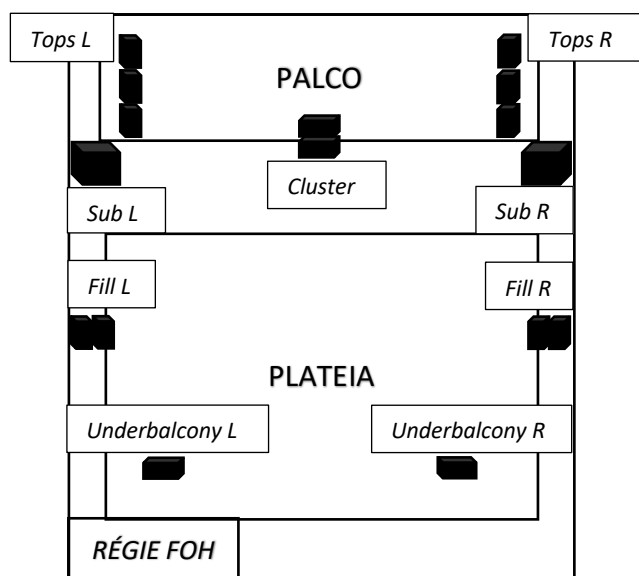 Tops L
Tops R
PALCO
Cluster
Sub L
Sub R
Fill L
Fill R
PLATEIA
Underbalcony L
Underbalcony R
RÉGIE FOH